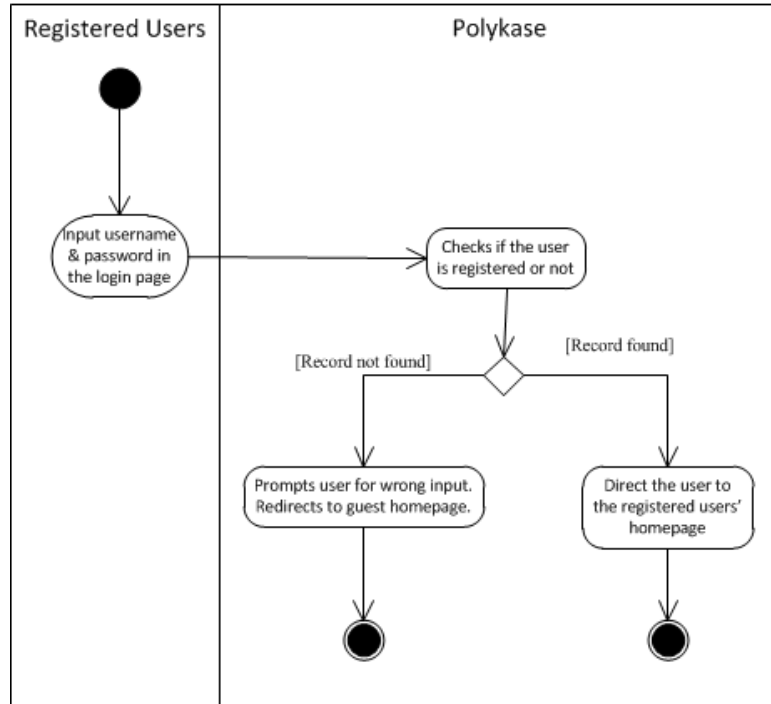 Registered Users
Polykase
Input username
& password in
the login page
Checks if the user
is registered or not
[Record not found]
[Record found]
Prompts user for wrong input.
Redirects to guest homepage.
Direct the user to
the registered users'
homepage